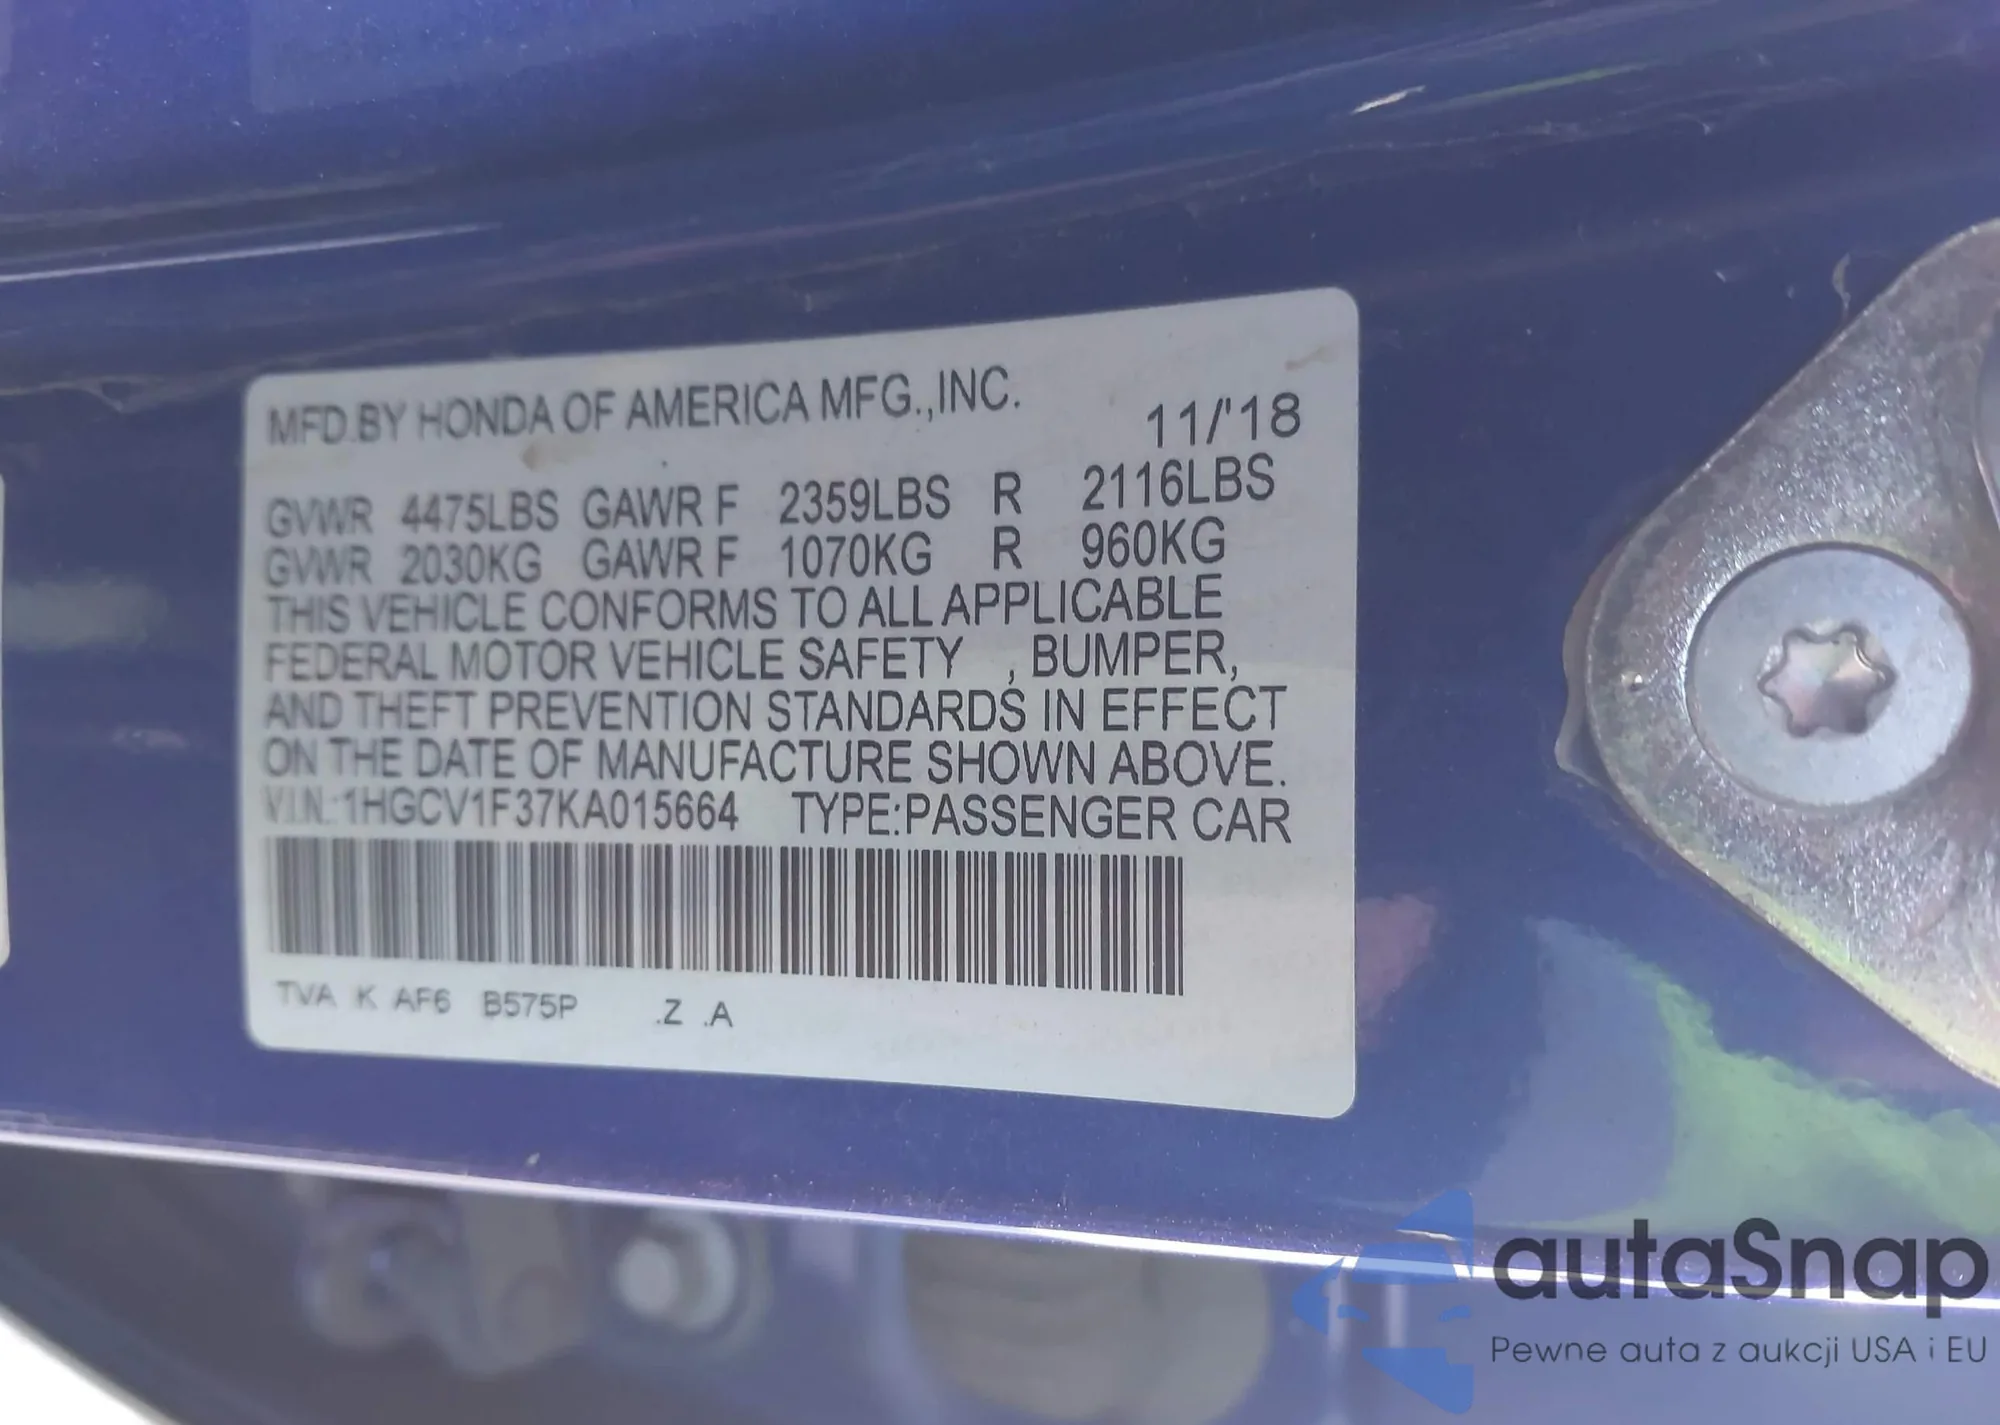 MFD.BY HONDA OF AMERICA MFG.,INC.
11/'18
GVWR 4475LBS GAWR F 2359LBS R 2116LBS
GVWR 2030KG GAWR F 1070KG R 960KG
THIS VEHICLE CONFORMS TO ALL APPLICABLE
FEDERAL MOTOR VEHICLE SAFETY , BUMPER,
AND THEFT PREVENTION STANDARDS IN EFFECT
ON THE DATE OF MANUFACTURE SHOWN ABOVE.
V.I.N.:1HGCV1F37KA015664 TYPE:PASSENGER CAR
TVA K AF6 B575P .Z .A
autaSnap
Pewne auta z aukcji USA i EU